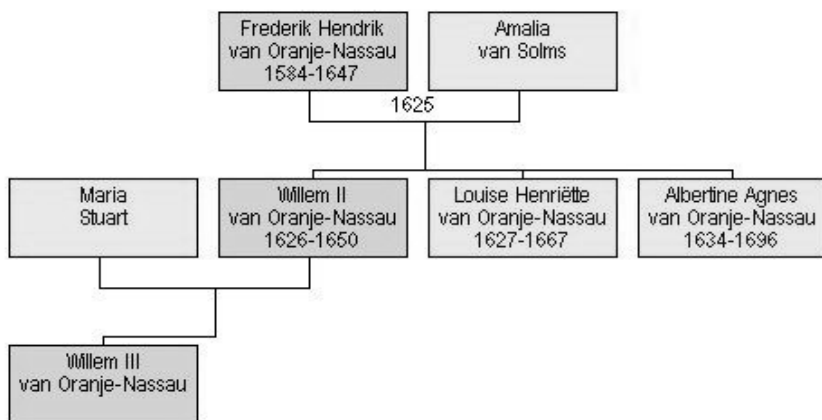 Frederik Hendrik
van Oranje-Nassau
1584-1647
Amalia
van Solms
1625
Maria
Stuart
Willem II
van Oranje-Nassau
1626-1650
Louise Henriëtte
van Oranje-Nassau
1627-1667
Albertine Agnes
van Oranje-Nassau
1634-1696
Willem III
van Oranje-Nassau